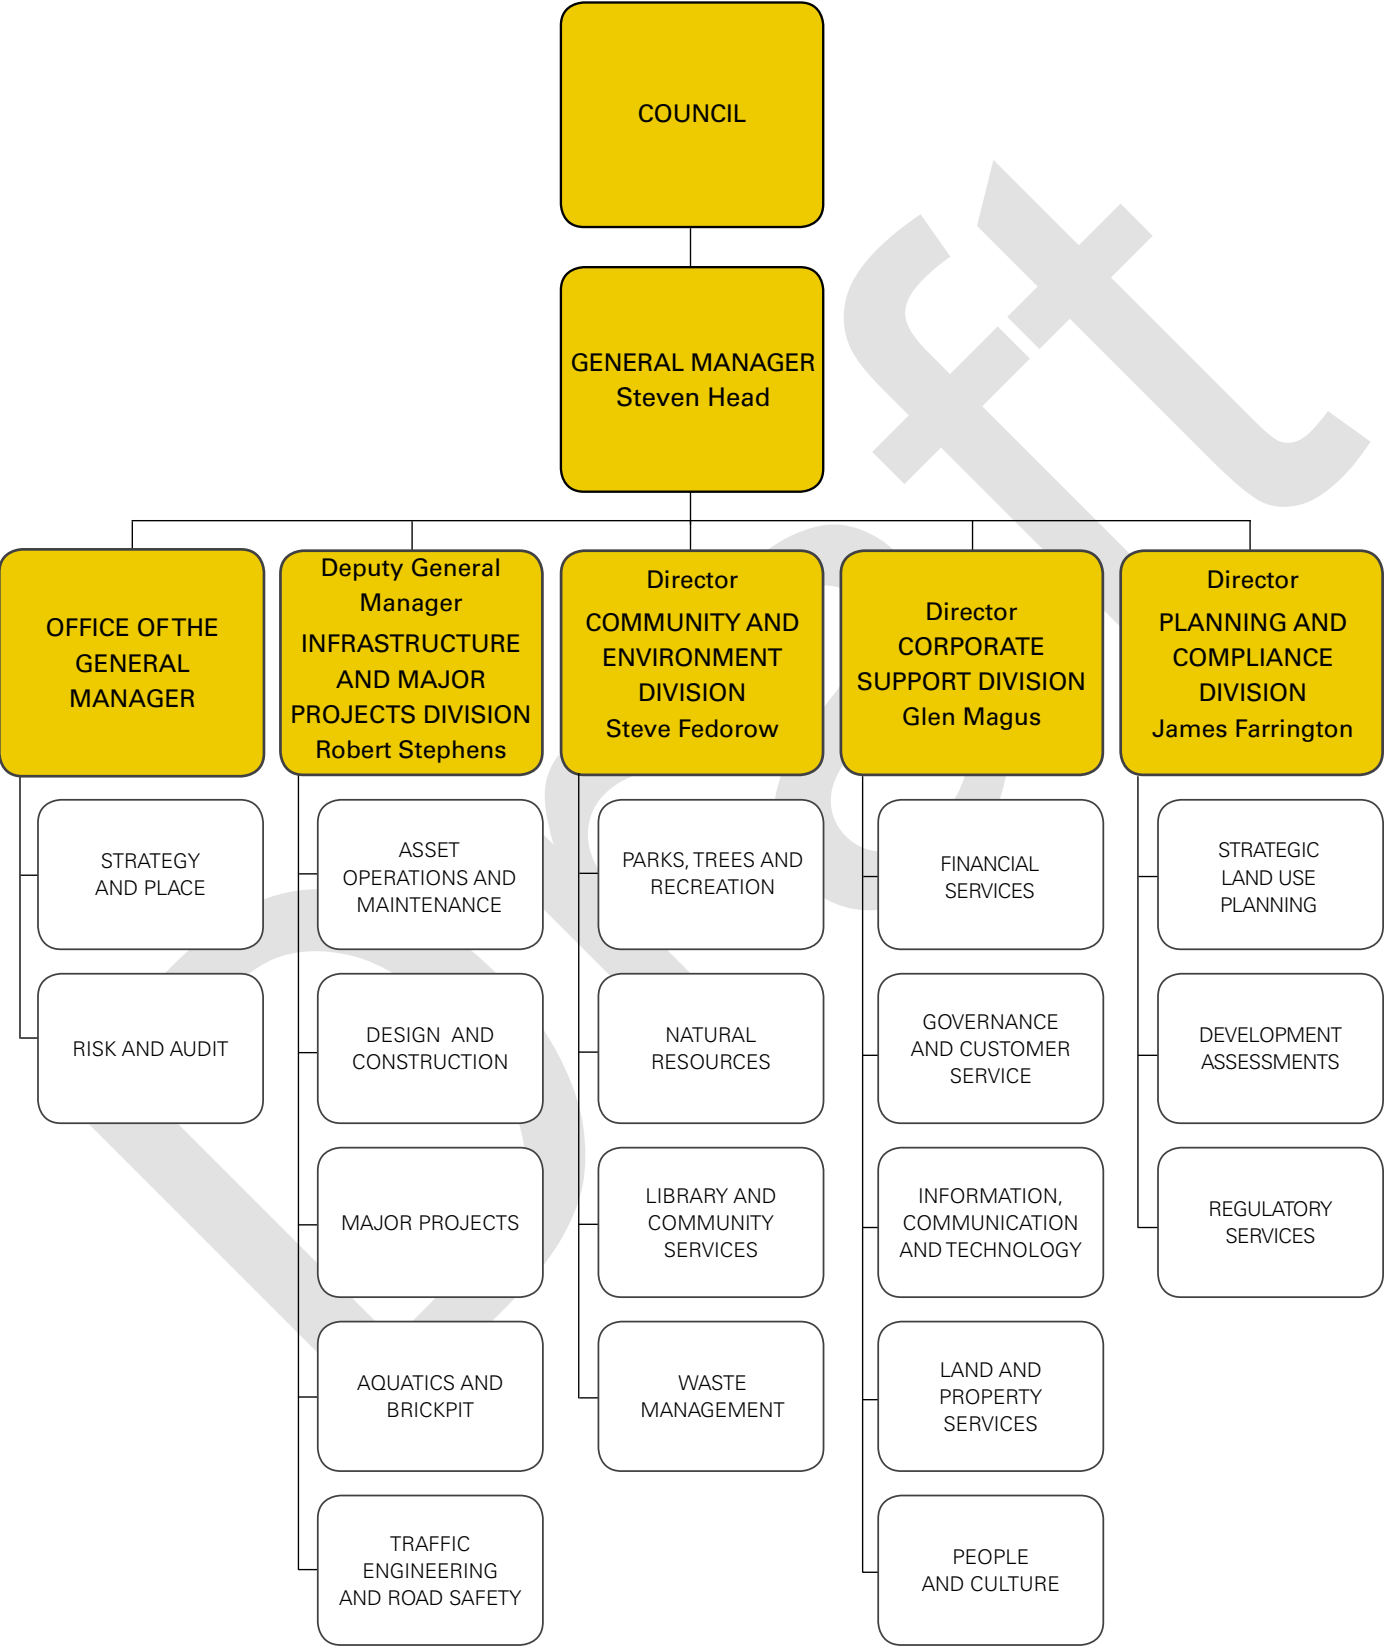 COUNCIL
GENERAL MANAGER
Steven Head
OFFICE OF THE
GENERAL
MANAGER
Deputy General
Manager
INFRASTRUCTURE
AND MAJOR
PROJECTS DIVISION
Robert Stephens
Director
COMMUNITY AND
ENVIRONMENT
DIVISION
Steve Fedorow
Director
CORPORATE
SUPPORT DIVISION
Glen Magus
Director
PLANNING AND
COMPLIANCE
DIVISION
James Farrington
STRATEGY
AND PLACE
RISK AND AUDIT
ASSET
OPERATIONS AND
MAINTENANCE
DESIGN AND
CONSTRUCTION
MAJOR PROJECTS
AQUATICS AND
BRICKPIT
TRAFFIC
ENGINEERING
AND ROAD SAFETY
PARKS, TREES AND
RECREATION
NATURAL
RESOURCES
LIBRARY AND
COMMUNITY
SERVICES
WASTE
MANAGEMENT
FINANCIAL
SERVICES
GOVERNANCE
AND CUSTOMER
SERVICE
INFORMATION,
COMMUNICATION
AND TECHNOLOGY
LAND AND
PROPERTY
SERVICES
PEOPLE
AND CULTURE
STRATEGIC
LAND USE
PLANNING
DEVELOPMENT
ASSESSMENTS
REGULATORY
SERVICES
Draft